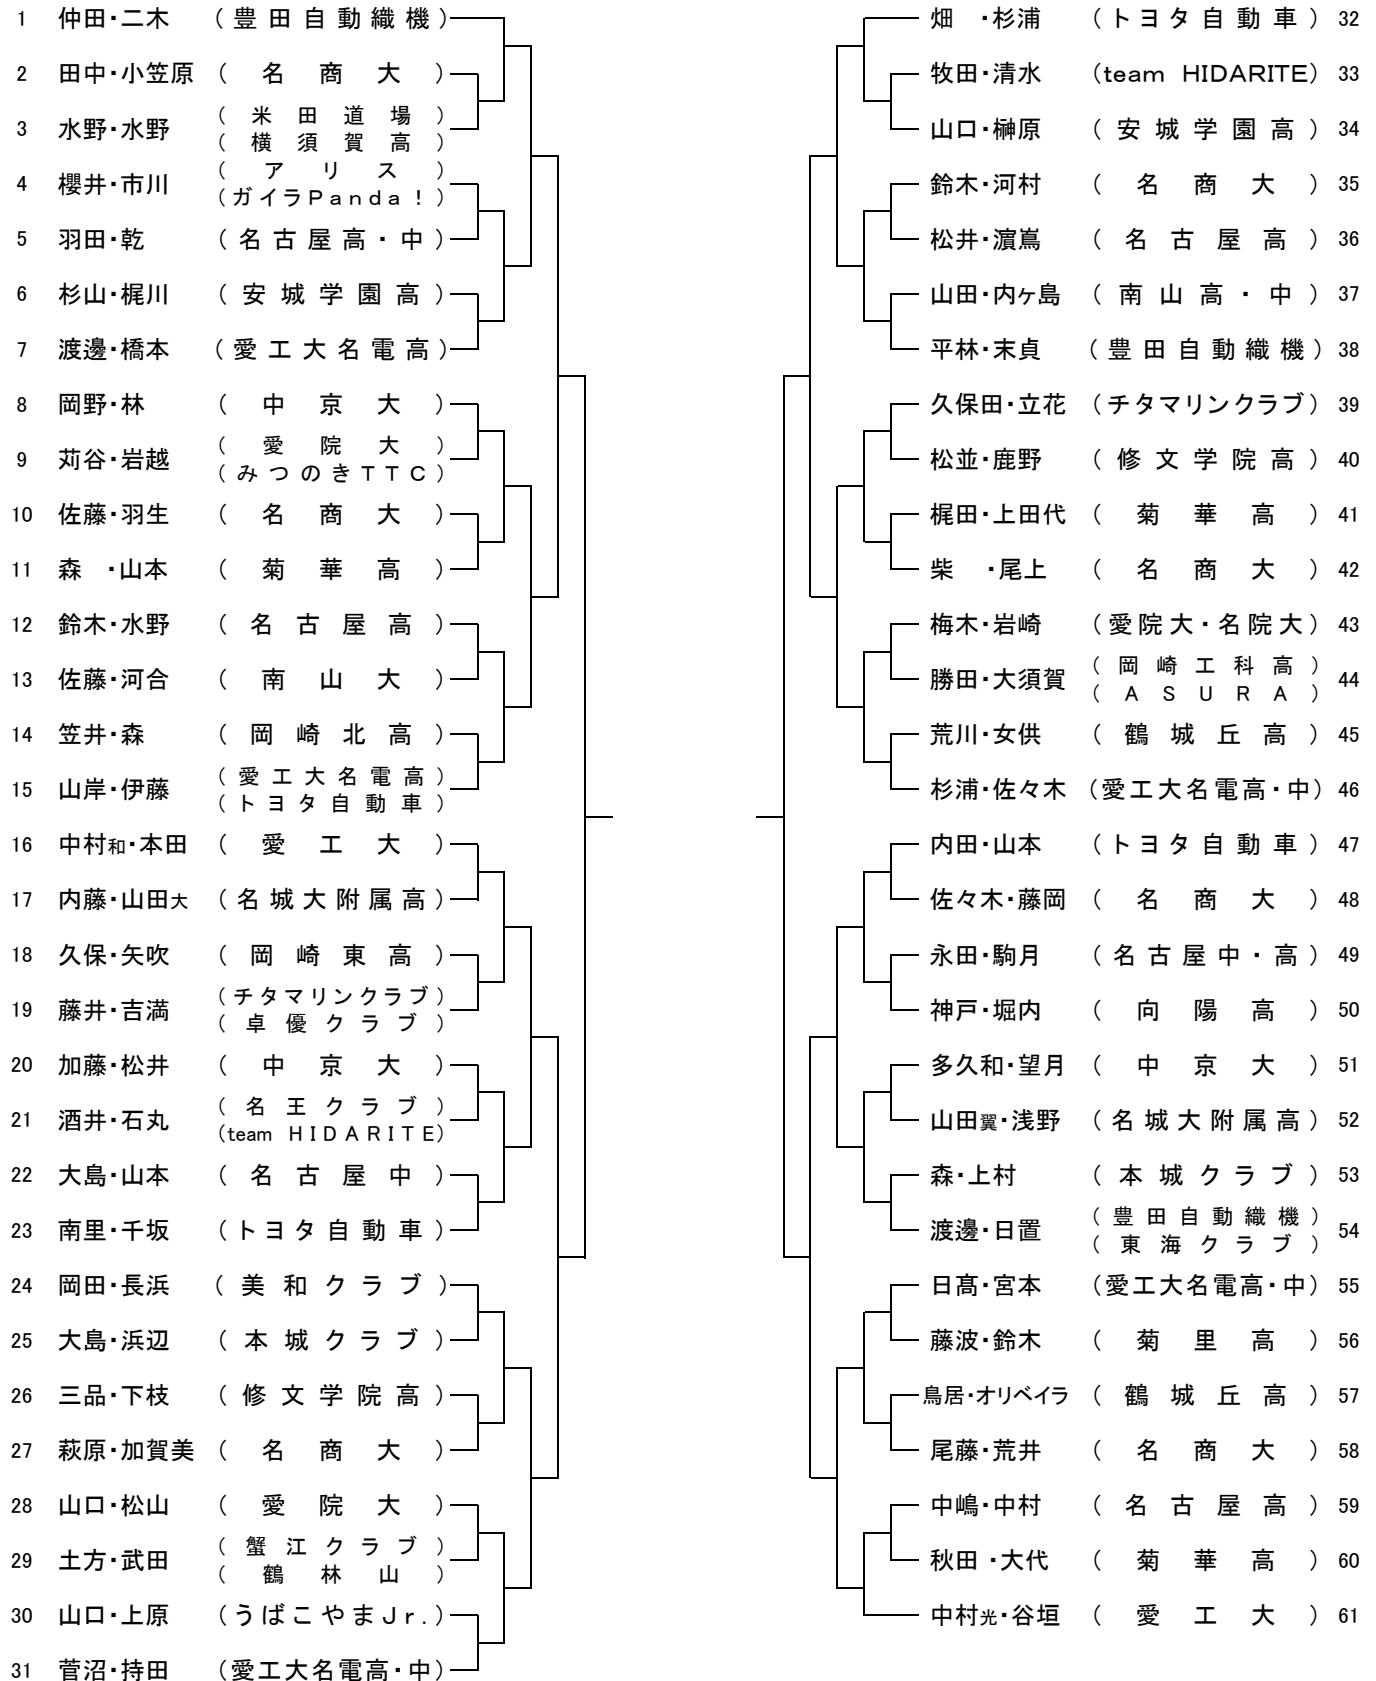 1 仲田・二木 (豊田自動織機)
2 田中・小笠原 (名商大)
3 水野・水野 (米田道場)
(横須賀高)
4 櫻井・市川 (アリス)
(ガイラPanda!)
5 羽田・乾 (名古屋高・中)
6 杉山・梶川 (安城学園高)
7 渡邊・橋本 (愛工大名電高)
8 岡野・林 (中京大)
9 苅谷・岩越 (愛院大)
(みつのきTTC)
10 佐藤・羽生 (名商大)
11 森・山本 (菊華高)
12 鈴木・水野 (名古屋高)
13 佐藤・河合 (南山大)
14 笠井・森 (岡崎北高)
15 山岸・伊藤 (愛工大名電高)
(トヨタ自動車)
16 中村和・本田 (愛工大)
17 内藤・山田大 (名城大附属高)
18 久保・矢吹 (岡崎東高)
19 藤井・吉満 (チタマリンクラブ)
(卓優クラブ)
20 加藤・松井 (中京大)
21 酒井・石丸 (名王クラブ)
(team HIDARITE)
22 大島・山本 (名古屋中)
23 南里・千坂 (トヨタ自動車)
24 岡田・長浜 (美和クラブ)
25 大島・浜辺 (本城クラブ)
26 三品・下枝 (修文学院高)
27 萩原・加賀美 (名商大)
28 山口・松山 (愛院大)
29 土方・武田 (蟹江クラブ)
(鶴林山)
30 山口・上原 (うばこやまJr.)
31 菅沼・持田 (愛工大名電高・中)
畑・杉浦 (トヨタ自動車) 32
牧田・清水 (team HIDARITE) 33
山口・榊原 (安城学園高) 34
鈴木・河村 (名商大) 35
松井・濵嶌 (名古屋高) 36
山田・内ヶ島 (南山高・中) 37
平林・末貞 (豊田自動織機) 38
久保田・立花 (チタマリンクラブ) 39
松並・鹿野 (修文学院高) 40
梶田・上田代 (菊華高) 41
柴・尾上 (名商大) 42
梅木・岩崎 (愛院大・名院大) 43
勝田・大須賀 (岡崎工科高) 44
(ASURA)
荒川・女供 (鶴城丘高) 45
杉浦・佐々木 (愛工大名電高・中) 46
内田・山本 (トヨタ自動車) 47
佐々木・藤岡 (名商大) 48
永田・駒月 (名古屋中・高) 49
神戸・堀内 (向陽高) 50
多久和・望月 (中京大) 51
山田翼・浅野 (名城大附属高) 52
森・上村 (本城クラブ) 53
渡邊・日置 (豊田自動織機) 54
(東海クラブ)
日髙・宮本 (愛工大名電高・中) 55
藤波・鈴木 (菊里高) 56
鳥居・オリベイラ (鶴城丘高) 57
尾藤・荒井 (名商大) 58
中嶋・中村 (名古屋高) 59
秋田・大代 (菊華高) 60
中村光・谷垣 (愛工大) 61